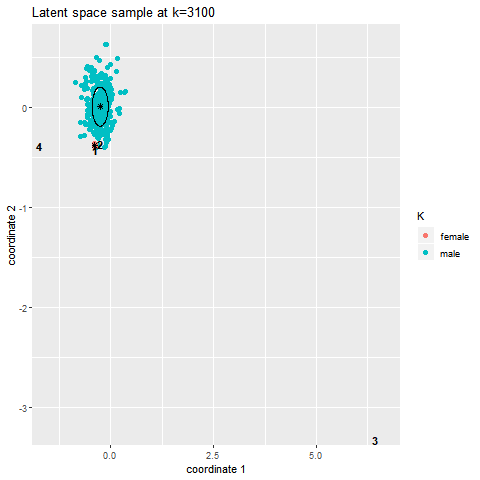 Latent space sample at k=3100
0
-1
-2
-3
coordinate 2
4
1
2
3
0.0
2.5
5.0
coordinate 1
K
female
male